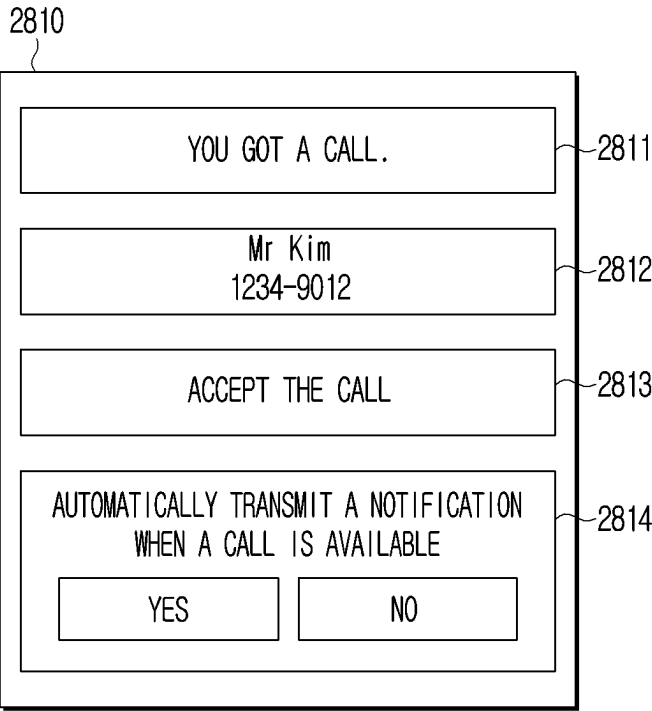 2810
YOU GOT A CALL.
2811
Mr Kim
1234-9012
2812
ACCEPT THE CALL
2813
AUTOMATICALLY TRANSMIT A NOTIFICATION
WHEN A CALL IS AVAILABLE
2814
YES
NO